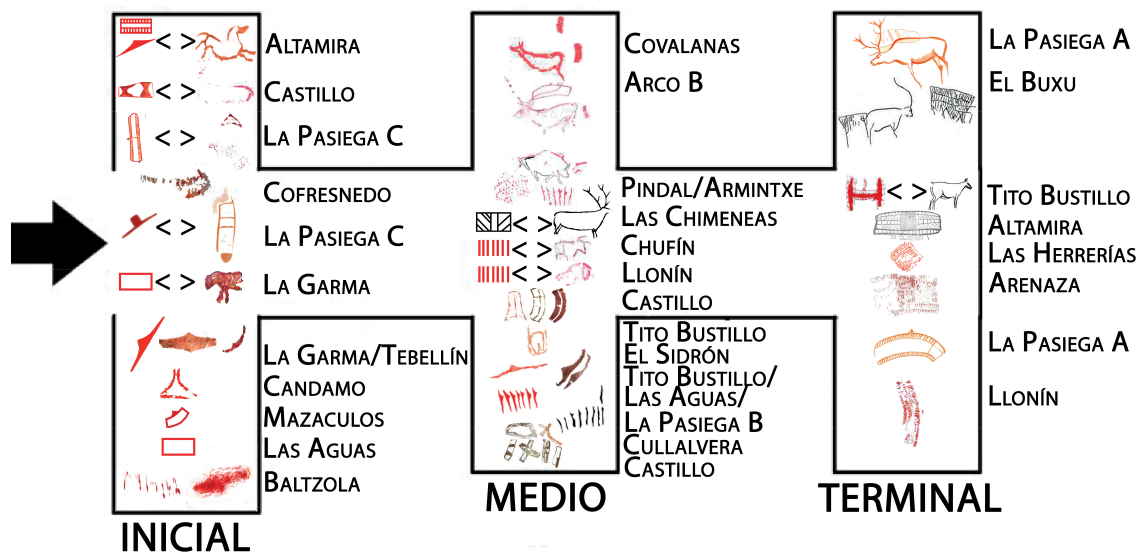 ALTAMIRA
CASTILLO
LA PASIEGA C
COFRESNEDO
LA PASIEGA C
LA GARMA
LA GARMA/TEBELLÍN
CANDAMO
MAZACULOS
LAS AGUAS
BALTZOLA
INICIAL
COVALANAS
ARCO B
PINDAL/ARMINTXE
LAS CHIMENEAS
CHUFÍN
LLONÍN
CASTILLO
TITO BUSTILLO
EL SIDRÓN
TITO BUSTILLO/
LAS AGUAS/
LA PASIEGA B
CULLALVERA
CASTILLO
MEDIO
LA PASIEGA A
EL BUXU
TITO BUSTILLO
ALTAMIRA
LAS HERRERÍAS
ARENAZA
LA PASIEGA A
LLONÍN
TERMINAL